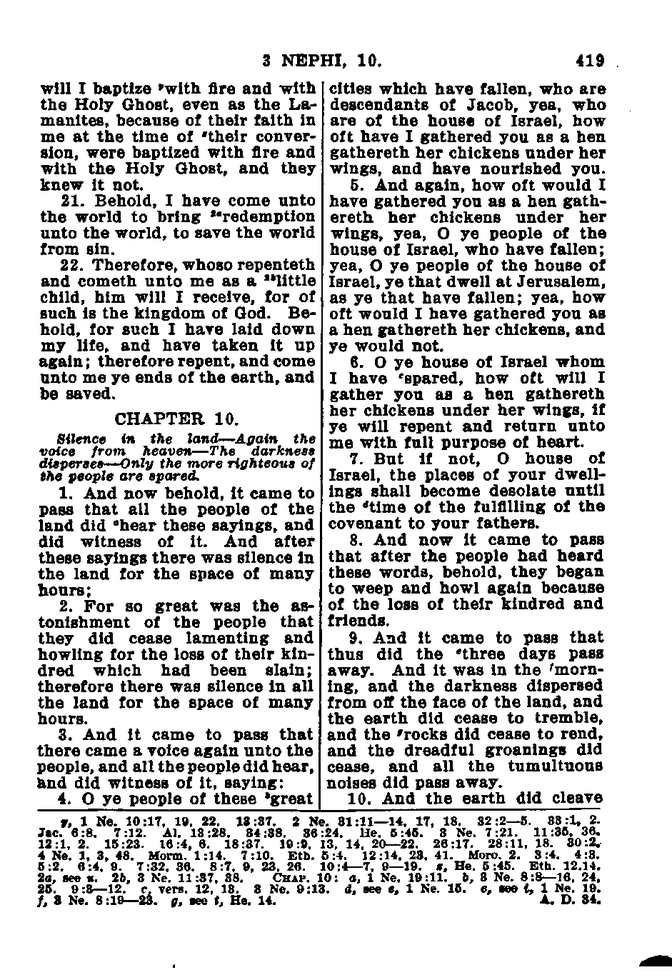 3 NEPHI, 10. 419
will I baptize ʸwith fire and with
the Holy Ghost, even as the La-
manites, because of their faith in
me at the time of ᶻtheir conver-
sion, were baptized with fire and
with the Holy Ghost, and they
knew it not.
21. Behold, I have come unto
the world to bring ²ᵃredemption
unto the world, to save the world
from sin.
22. Therefore, whoso repenteth
and cometh unto me as a ²ᵇlittle
child, him will I receive, for of
such is the kingdom of God. Be-
hold, for such I have laid down
my life, and have taken it up
again; therefore repent, and come
unto me ye ends of the earth, and
be saved.
CHAPTER 10.
Silence in the land—Again the
voice from heaven—The darkness
disperses—Only the more righteous of
the people are spared.
1. And now behold, it came to
pass that all the people of the
land did ᵃhear these sayings, and
did witness of it. And after
these sayings there was silence in
the land for the space of many
hours;
2. For so great was the as-
tonishment of the people that
they did cease lamenting and
howling for the loss of their kin-
dred which had been slain;
therefore there was silence in all
the land for the space of many
hours.
3. And it came to pass that
there came a voice again unto the
people, and all the people did hear,
and did witness of it, saying:
4. O ye people of these ᵇgreat
cities which have fallen, who are
descendants of Jacob, yea, who
are of the house of Israel, how
oft have I gathered you as a hen
gathereth her chickens under her
wings, and have nourished you.
5. And again, how oft would I
have gathered you as a hen gath-
ereth her chickens under her
wings, yea, O ye people of the
house of Israel, who have fallen;
yea, O ye people of the house of
Israel, ye that dwell at Jerusalem,
as ye that have fallen; yea, how
oft would I have gathered you as
a hen gathereth her chickens, and
ye would not.
6. O ye house of Israel whom
I have ᶜspared, how oft will I
gather you as a hen gathereth
her chickens under her wings, if
ye will repent and return unto
me with full purpose of heart.
7. But if not, O house of
Israel, the places of your dwell-
ings shall become desolate until
the ᵈtime of the fulfilling of the
covenant to your fathers.
8. And now it came to pass
that after the people had heard
these words, behold, they began
to weep and howl again because
of the loss of their kindred and
friends.
9. And it came to pass that
thus did the ᵉthree days pass
away. And it was in the ᶠmorn-
ing, and the darkness dispersed
from off the face of the land, and
the earth did cease to tremble,
and the ᵍrocks did cease to rend,
and the dreadful groanings did
cease, and all the tumultuous
noises did pass away.
10. And the earth did cleave
y, 1 Ne. 10:17, 19, 22. 13:37. 2 Ne. 31:11—14, 17, 18. 32:2—5. 33:1, 2.
Jac. 6:8. 7:12. Al. 13:28. 34:38. 36:24. He. 5:45. 3 Ne. 7:21. 11:35, 36.
12:1, 2. 15:23. 16:4, 6. 18:37. 19:9, 13, 14, 20—22. 26:17. 28:11, 18. 30:2.
4 Ne. 1, 3, 48. Morm. 1:14. 7:10. Eth. 5:4. 12:14, 23, 41. Moro. 2. 3:4. 4:3.
5:2. 6:4, 9. 7:32, 36. 8:7, 9, 23, 26. 10:4—7, 9—19. z, He. 5:45. Eth. 12:14.
2a, see x. 2b, 3 Ne. 11:37, 38. CHAP. 10: a, 1 Ne. 19:11. b, 3 Ne. 8:8—16, 24,
25. 9:3—12. c, vers. 12, 13. 3 Ne. 9:13. d, see e, 1 Ne. 15. e, see t, 1 Ne. 19.
f, 3 Ne. 8:19—23. g, see t, He. 14. A. D. 34.